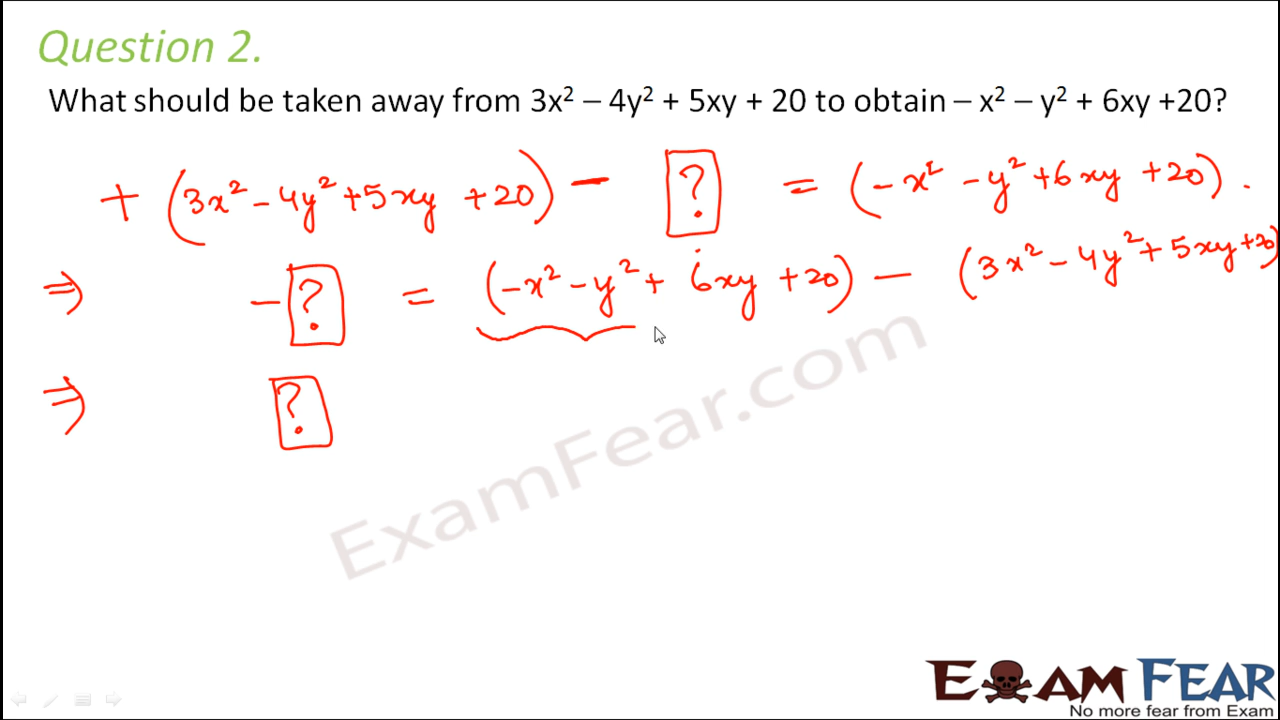 Question 2.
What should be taken away from 3x² – 4y² + 5xy + 20 to obtain – x² – y² + 6xy +20?
+ (3x² - 4y² + 5xy + 20) - ? = (-x² - y² + 6xy + 20).
⇒ - ? = (-x² - y² + 6xy + 20) - (3x² - 4y² + 5xy + 20)
⇒ ?
ExamFear.com
EXAM FEAR
No more fear from Exam